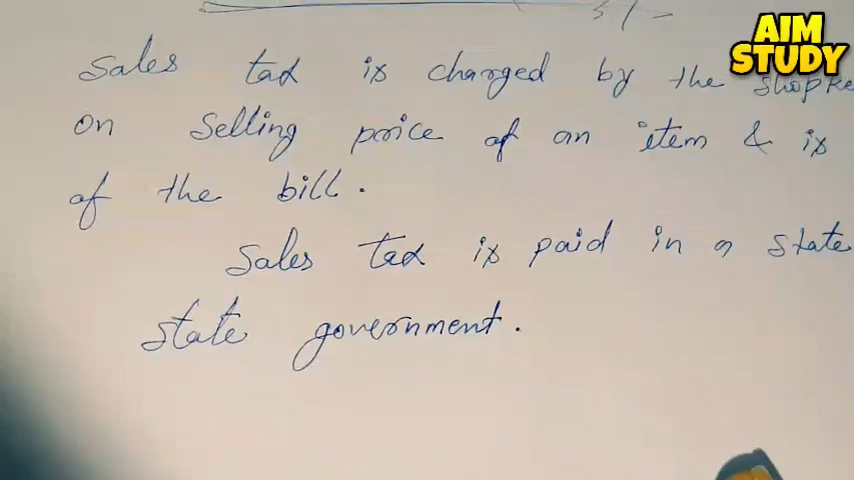 AIM
STUDY
Sales tax is charged by the
on Selling price of an item & is
of the bill.
Sales tax is paid in a state
state government.